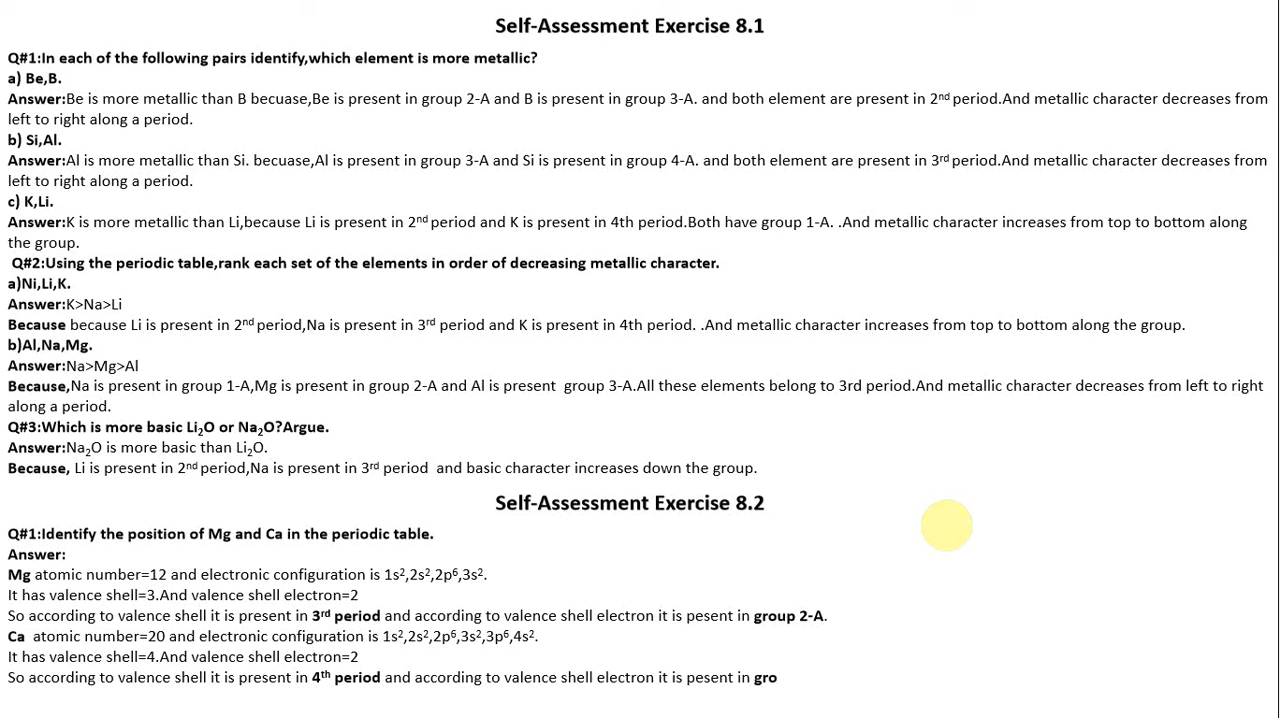 Self-Assessment Exercise 8.1
Q#1:In each of the following pairs identify,which element is more metallic?
a) Be,B.
Answer:Be is more metallic than B becuase,Be is present in group 2-A and B is present in group 3-A. and both element are present in 2nd period.And metallic character decreases from
left to right along a period.
b) Si,Al.
Answer:Al is more metallic than Si. becuase,Al is present in group 3-A and Si is present in group 4-A. and both element are present in 3rd period.And metallic character decreases from
left to right along a period.
c) K,Li.
Answer:K is more metallic than Li,because Li is present in 2nd period and K is present in 4th period.Both have group 1-A. .And metallic character increases from top to bottom along
the group.
Q#2:Using the periodic table,rank each set of the elements in order of decreasing metallic character.
a)Ni,Li,K.
Answer:K>Na>Li
Because because Li is present in 2nd period,Na is present in 3rd period and K is present in 4th period. .And metallic character increases from top to bottom along the group.
b)Al,Na,Mg.
Answer:Na>Mg>Al
Because,Na is present in group 1-A,Mg is present in group 2-A and Al is present group 3-A.All these elements belong to 3rd period.And metallic character decreases from left to right
along a period.
Q#3:Which is more basic Li₂O or Na₂O?Argue.
Answer:Na₂O is more basic than Li₂O.
Because, Li is present in 2nd period,Na is present in 3rd period and basic character increases down the group.
Self-Assessment Exercise 8.2
Q#1:Identify the position of Mg and Ca in the periodic table.
Answer:
Mg atomic number=12 and electronic configuration is 1s²,2s²,2p⁶,3s².
It has valence shell=3.And valence shell electron=2
So according to valence shell it is present in 3rd period and according to valence shell electron it is pesent in group 2-A.
Ca atomic number=20 and electronic configuration is 1s²,2s²,2p⁶,3s²,3p⁶,4s².
It has valence shell=4.And valence shell electron=2
So according to valence shell it is present in 4th period and according to valence shell electron it is pesent in gro